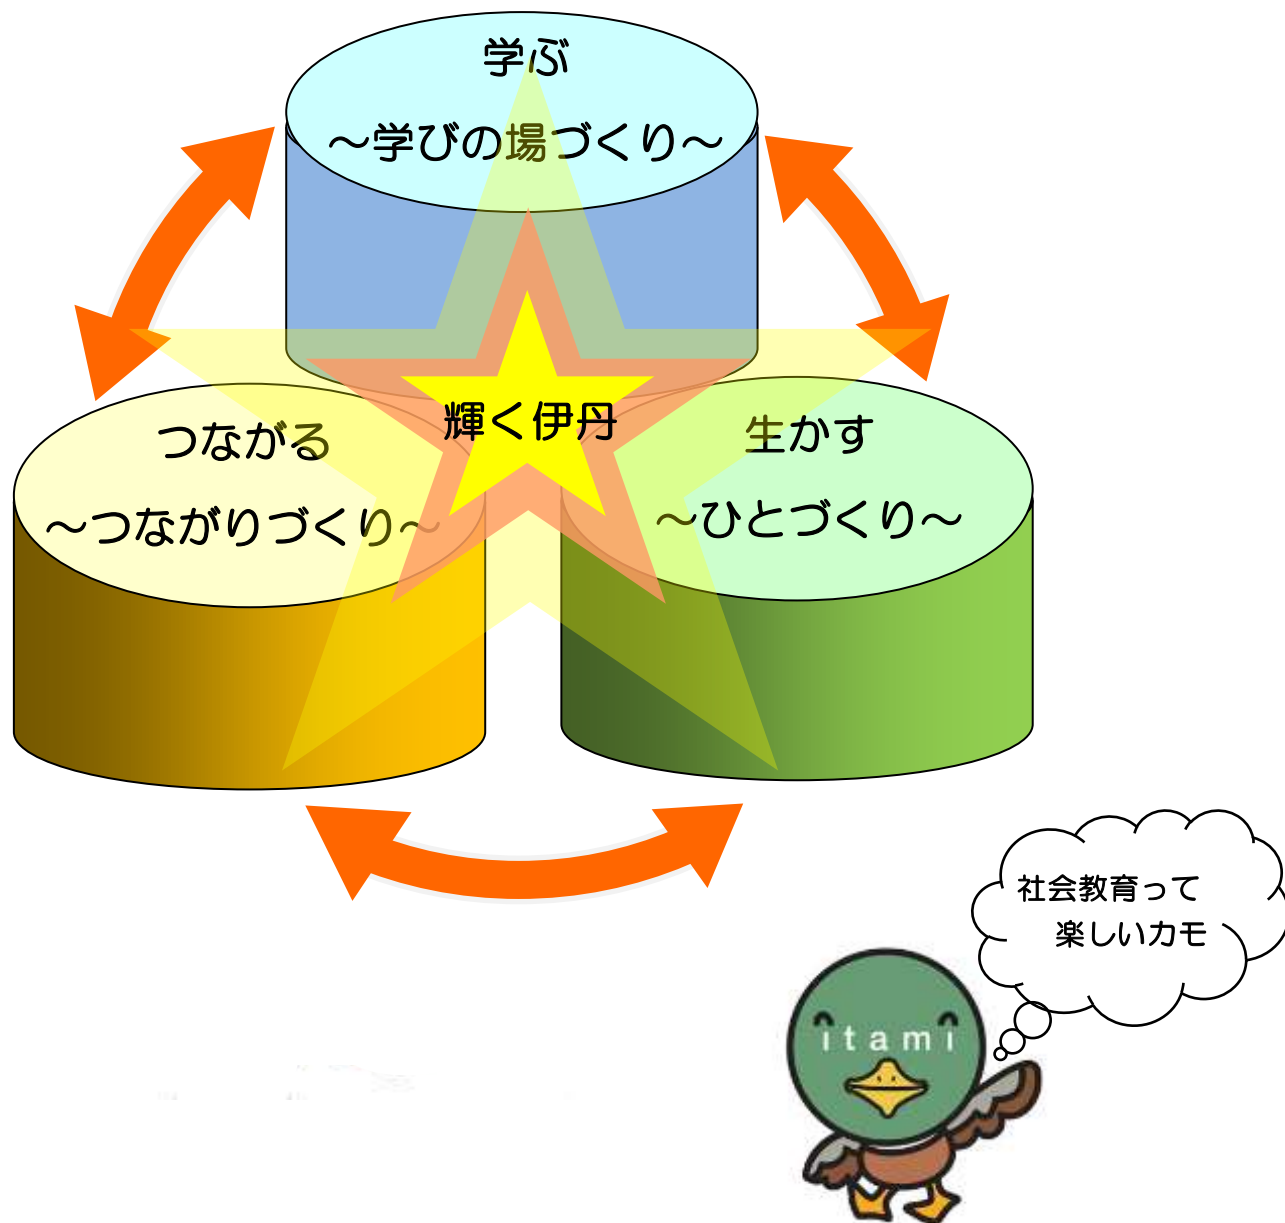 学ぶ
～学びの場づくり～
輝く伊丹
つながる
～つながりづくり～
生かす
～ひとづくり～
社会教育って
楽しいカモ
itami